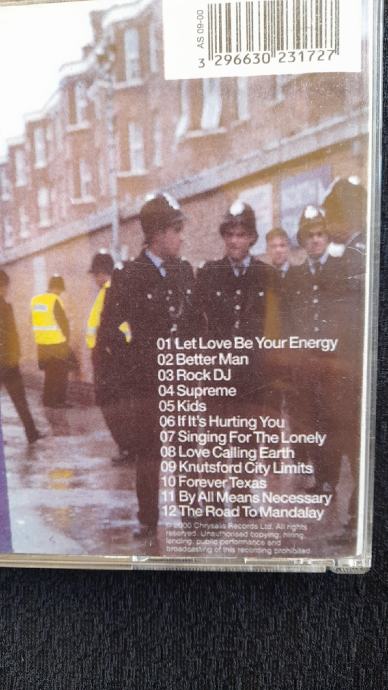 AS 09-00
3 296630 231727
01 Let Love Be Your Energy
02 Better Man
03 Rock DJ
04 Supreme
05 Kids
06 If It's Hurting You
07 Singing For The Lonely
08 Love Calling Earth
09 Knutsford City Limits
10 Forever Texas
11 By All Means Necessary
12 The Road To Mandalay
℗ 2000 Chrysalis Records Ltd. All rights
reserved. Unauthorised copying, hiring,
lending, public performance and
broadcasting of this recording prohibited.